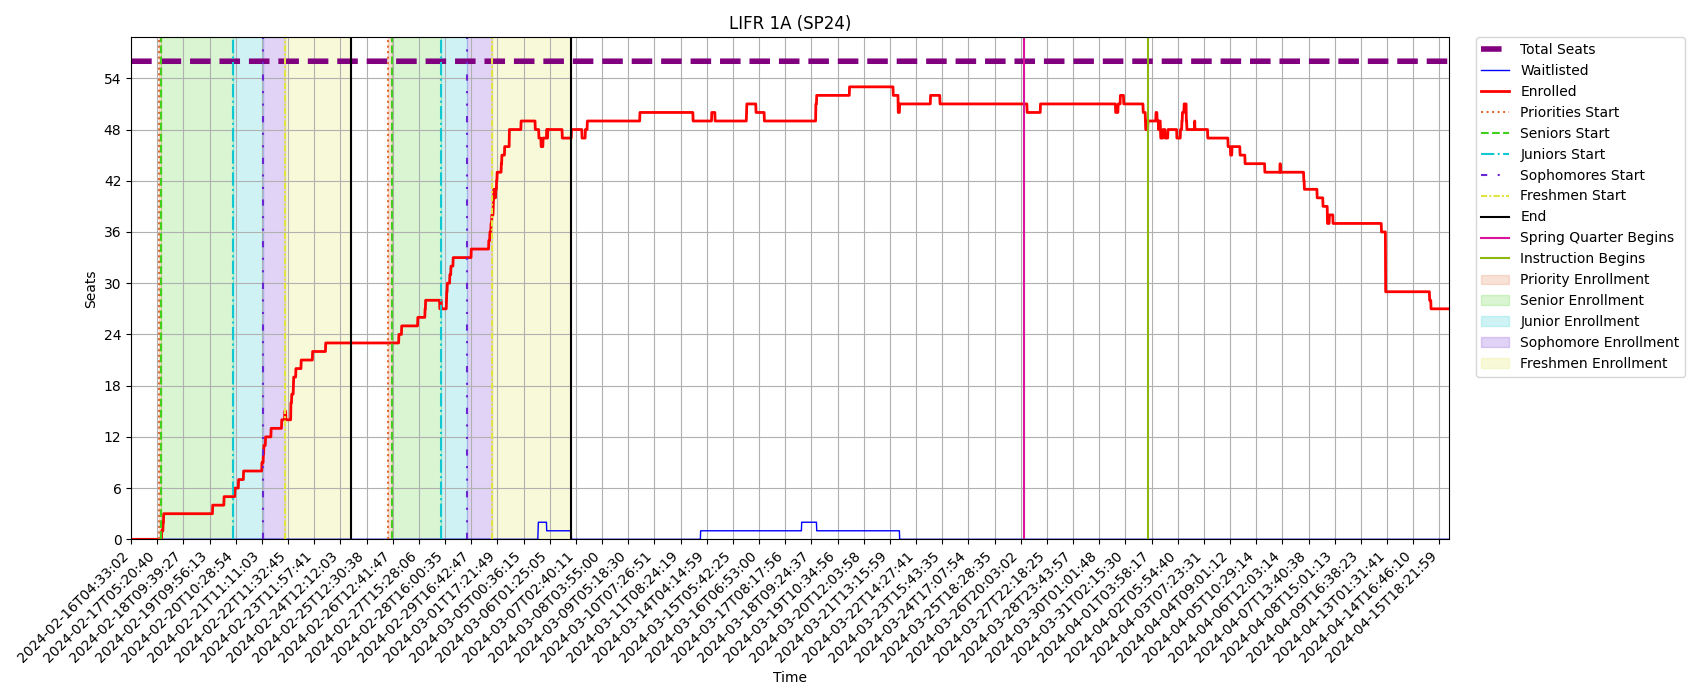 LIFR 1A (SP24)
Total Seats
Waitlisted
Enrolled
Priorities Start
Seniors Start
Juniors Start
Sophomores Start
Freshmen Start
End
Spring Quarter Begins
Instruction Begins
Priority Enrollment
Senior Enrollment
Junior Enrollment
Sophomore Enrollment
Freshmen Enrollment
Seats
54
48
42
36
30
24
18
12
6
0
2024-02-16T04:33:02
2024-02-17T05:20:40
2024-02-18T09:39:27
2024-02-19T09:56:13
2024-02-20T10:28:54
2024-02-21T11:11:03
2024-02-22T11:32:45
2024-02-23T11:57:41
2024-02-24T12:12:03
2024-02-25T12:30:38
2024-02-26T12:41:47
2024-02-27T15:28:06
2024-02-28T16:00:35
2024-02-29T16:42:47
2024-03-01T17:21:49
2024-03-05T00:36:15
2024-03-06T01:25:05
2024-03-07T02:40:11
2024-03-08T03:55:00
2024-03-09T05:18:30
2024-03-10T07:26:51
2024-03-11T08:24:19
2024-03-14T04:14:59
2024-03-15T05:42:25
2024-03-16T06:53:00
2024-03-17T08:17:56
2024-03-18T09:24:37
2024-03-19T10:34:56
2024-03-20T12:03:58
2024-03-21T13:15:59
2024-03-22T14:27:41
2024-03-23T15:43:35
2024-03-24T17:07:54
2024-03-25T18:28:35
2024-03-26T20:03:02
2024-03-27T22:18:25
2024-03-28T23:43:57
2024-03-30T01:01:48
2024-03-31T02:15:30
2024-04-01T03:58:17
2024-04-02T05:54:40
2024-04-03T07:23:31
2024-04-04T09:01:12
2024-04-05T10:29:14
2024-04-06T12:03:14
2024-04-07T13:40:38
2024-04-08T15:01:13
2024-04-09T16:38:23
2024-04-13T01:31:41
2024-04-14T16:46:10
2024-04-15T18:21:59
Time